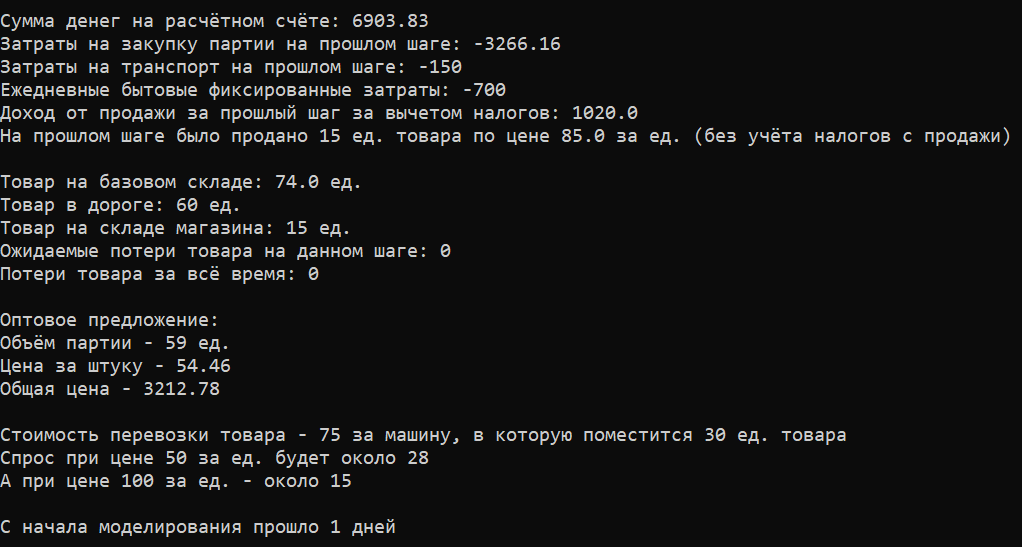 Сумма денег на расчётном счёте: 6903.83
Затраты на закупку партии на прошлом шаге: -3266.16
Затраты на транспорт на прошлом шаге: -150
Ежедневные бытовые фиксированные затраты: -700
Доход от продажи за прошлый шаг за вычетом налогов: 1020.0
На прошлом шаге было продано 15 ед. товара по цене 85.0 за ед. (без учёта налогов с продажи)
Товар на базовом складе: 74.0 ед.
Товар в дороге: 60 ед.
Товар на складе магазина: 15 ед.
Ожидаемые потери товара на данном шаге: 0
Потери товара за всё время: 0
Оптовое предложение:
Объём партии - 59 ед.
Цена за штуку - 54.46
Общая цена - 3212.78
Стоимость перевозки товара - 75 за машину, в которую поместится 30 ед. товара
Спрос при цене 50 за ед. будет около 28
А при цене 100 за ед. - около 15
С начала моделирования прошло 1 дней